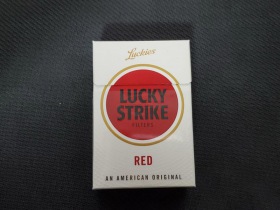 Luckies
LUCKY
STRIKE
FILTERS
RED
AN AMERICAN ORIGINAL